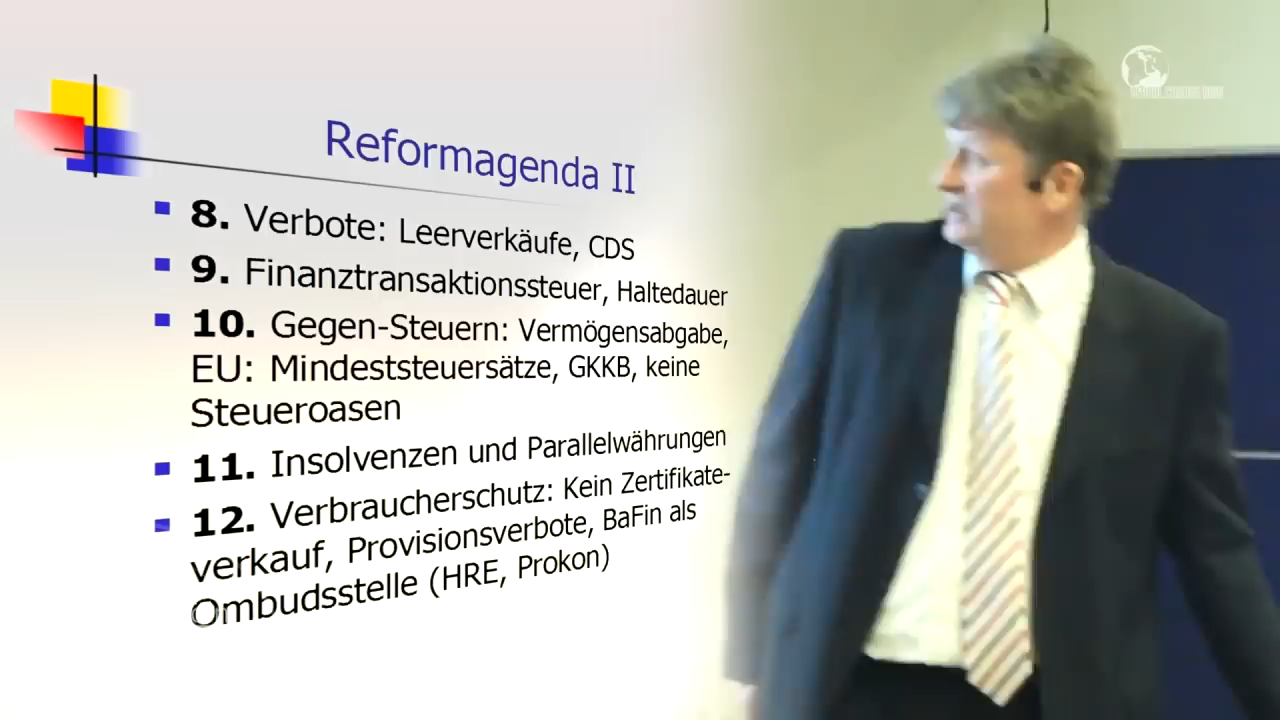 Reformagenda II
8. Verbote: Leerverkäufe, CDS
9. Finanztransaktionssteuer, Haltedauer
10. Gegen-Steuern: Vermögensabgabe,
EU: Mindeststeuersätze, GKKB, keine
Steueroasen
11. Insolvenzen und Parallelwährungen
12. Verbraucherschutz: Kein Zertifikate-
verkauf, Provisionsverbote, BaFin als
Ombudsstelle (HRE, Prokon)